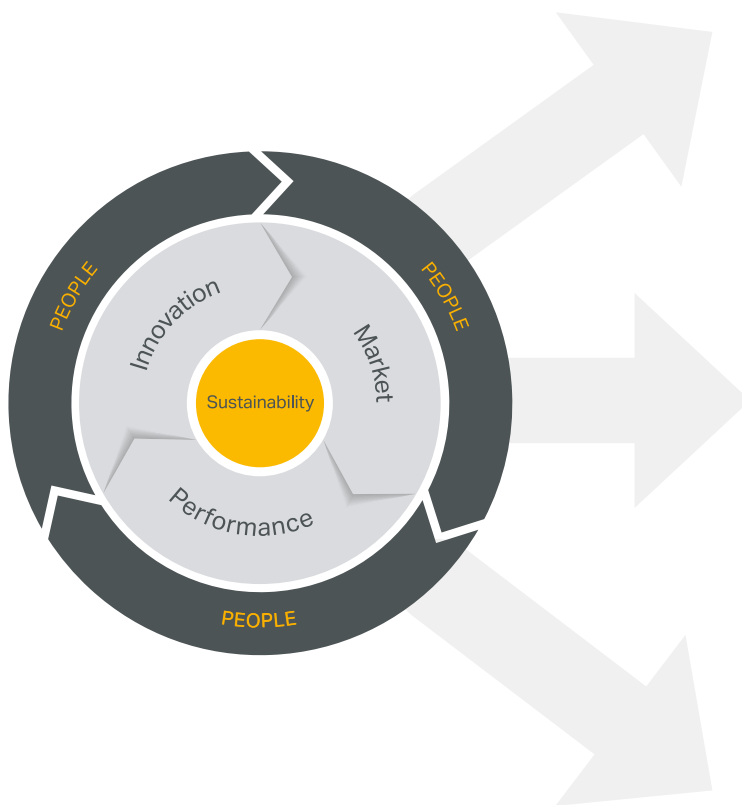 PEOPLE
PEOPLE
Innovation
Market
Sustainability
Performance
PEOPLE